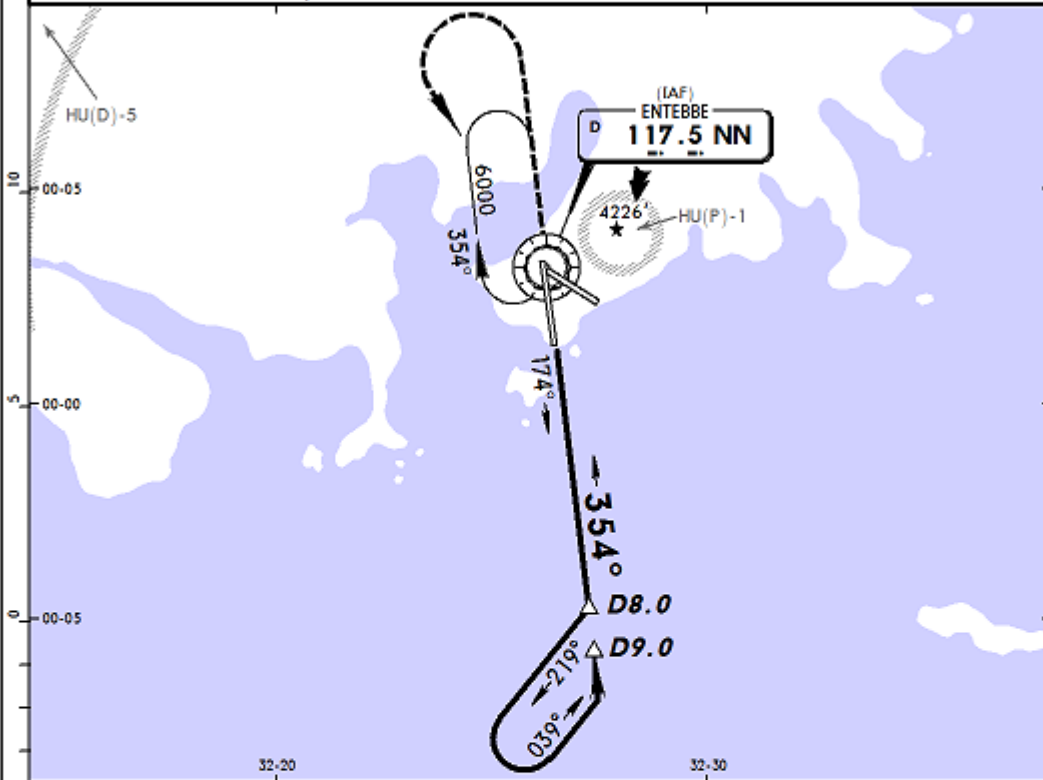 HU(D)-5
(IAF)
ENTEBBE
D 117.5 NN
4226'
HU(P)-1
6000
354°
10
00-05
174°
5
00-00
354°
D8.0
0
00-05
D9.0
219°
039°
32-20
32-30